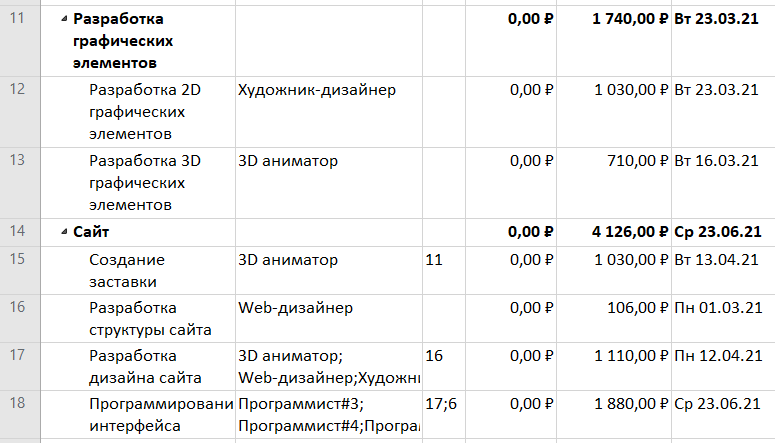 11 Разработка 0,00 ₽ 1 740,00 ₽ Вт 23.03.21
графических
элементов
12 Разработка 2D Художник-дизайнер 0,00 ₽ 1 030,00 ₽ Вт 23.03.21
графических
элементов
13 Разработка 3D 3D аниматор 0,00 ₽ 710,00 ₽ Вт 16.03.21
графических
элементов
14 Сайт 0,00 ₽ 4 126,00 ₽ Ср 23.06.21
15 Создание 3D аниматор 11 0,00 ₽ 1 030,00 ₽ Вт 13.04.21
заставки
16 Разработка Web-дизайнер 0,00 ₽ 106,00 ₽ Пн 01.03.21
структуры сайта
17 Разработка 3D аниматор; 16 0,00 ₽ 1 110,00 ₽ Пн 12.04.21
дизайна сайта Web-дизайнер;Художни
18 Программировани Программист#3; 17;6 0,00 ₽ 1 880,00 ₽ Ср 23.06.21
интерфейса Программист#4;Програм